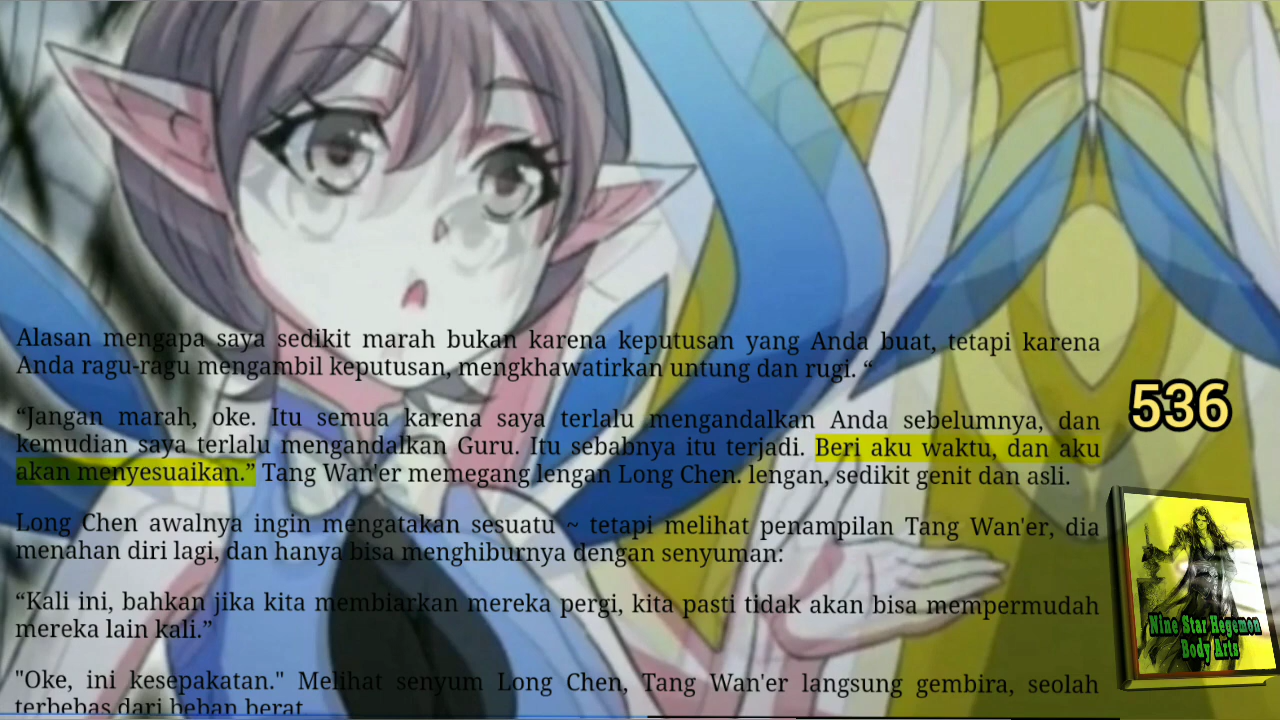 Alasan mengapa saya sedikit marah bukan karena keputusan yang Anda buat, tetapi karena
Anda ragu-ragu mengambil keputusan, mengkhawatirkan untung dan rugi. “
“Jangan marah, oke. Itu semua karena saya terlalu mengandalkan Anda sebelumnya, dan
kemudian saya terlalu mengandalkan Guru. Itu sebabnya itu terjadi. Beri aku waktu, dan aku
akan menyesuaikan.” Tang Wan'er memegang lengan Long Chen. lengan, sedikit genit dan asli.
Long Chen awalnya ingin mengatakan sesuatu ~ tetapi melihat penampilan Tang Wan'er, dia
menahan diri lagi, dan hanya bisa menghiburnya dengan senyuman:
“Kali ini, bahkan jika kita membiarkan mereka pergi, kita pasti tidak akan bisa mempermudah
mereka lain kali.”
"Oke, ini kesepakatan." Melihat senyum Long Chen, Tang Wan'er langsung gembira, seolah
terbebas dari beban berat.
536
Nine Star Hegemon
Body Arts